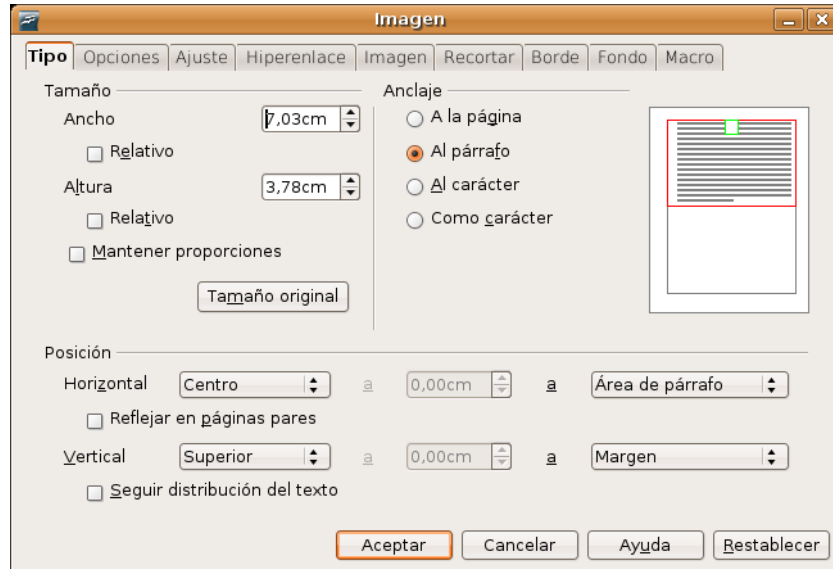 Imagen
Tipo Opciones Ajuste Hiperenlace Imagen Recortar Borde Fondo Macro
Tamaño
Ancho 7,03cm
Relativo
Altura 3,78cm
Relativo
Mantener proporciones
Tamaño original
Anclaje
A la página
Al párrafo
Al carácter
Como carácter
Posición
Horizontal Centro a 0,00cm a Área de párrafo
Reflejar en páginas pares
Vertical Superior a 0,00cm a Margen
Seguir distribución del texto
Aceptar Cancelar Ayuda Restablecer